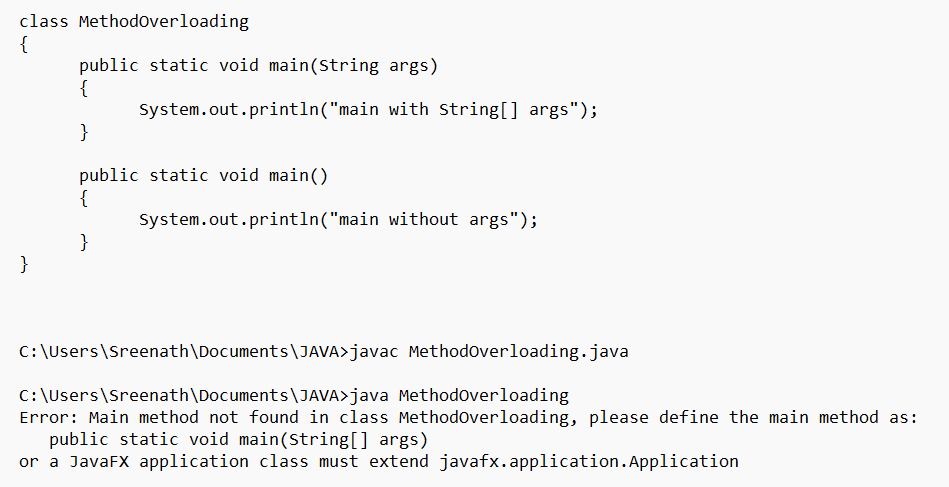 class MethodOverloading
{
public static void main(String args)
{
System.out.println("main with String[] args");
}
public static void main()
{
System.out.println("main without args");
}
}
C:\Users\Sreenath\Documents\JAVA>javac MethodOverloading.java
C:\Users\Sreenath\Documents\JAVA>java MethodOverloading
Error: Main method not found in class MethodOverloading, please define the main method as:
public static void main(String[] args)
or a JavaFX application class must extend javafx.application.Application